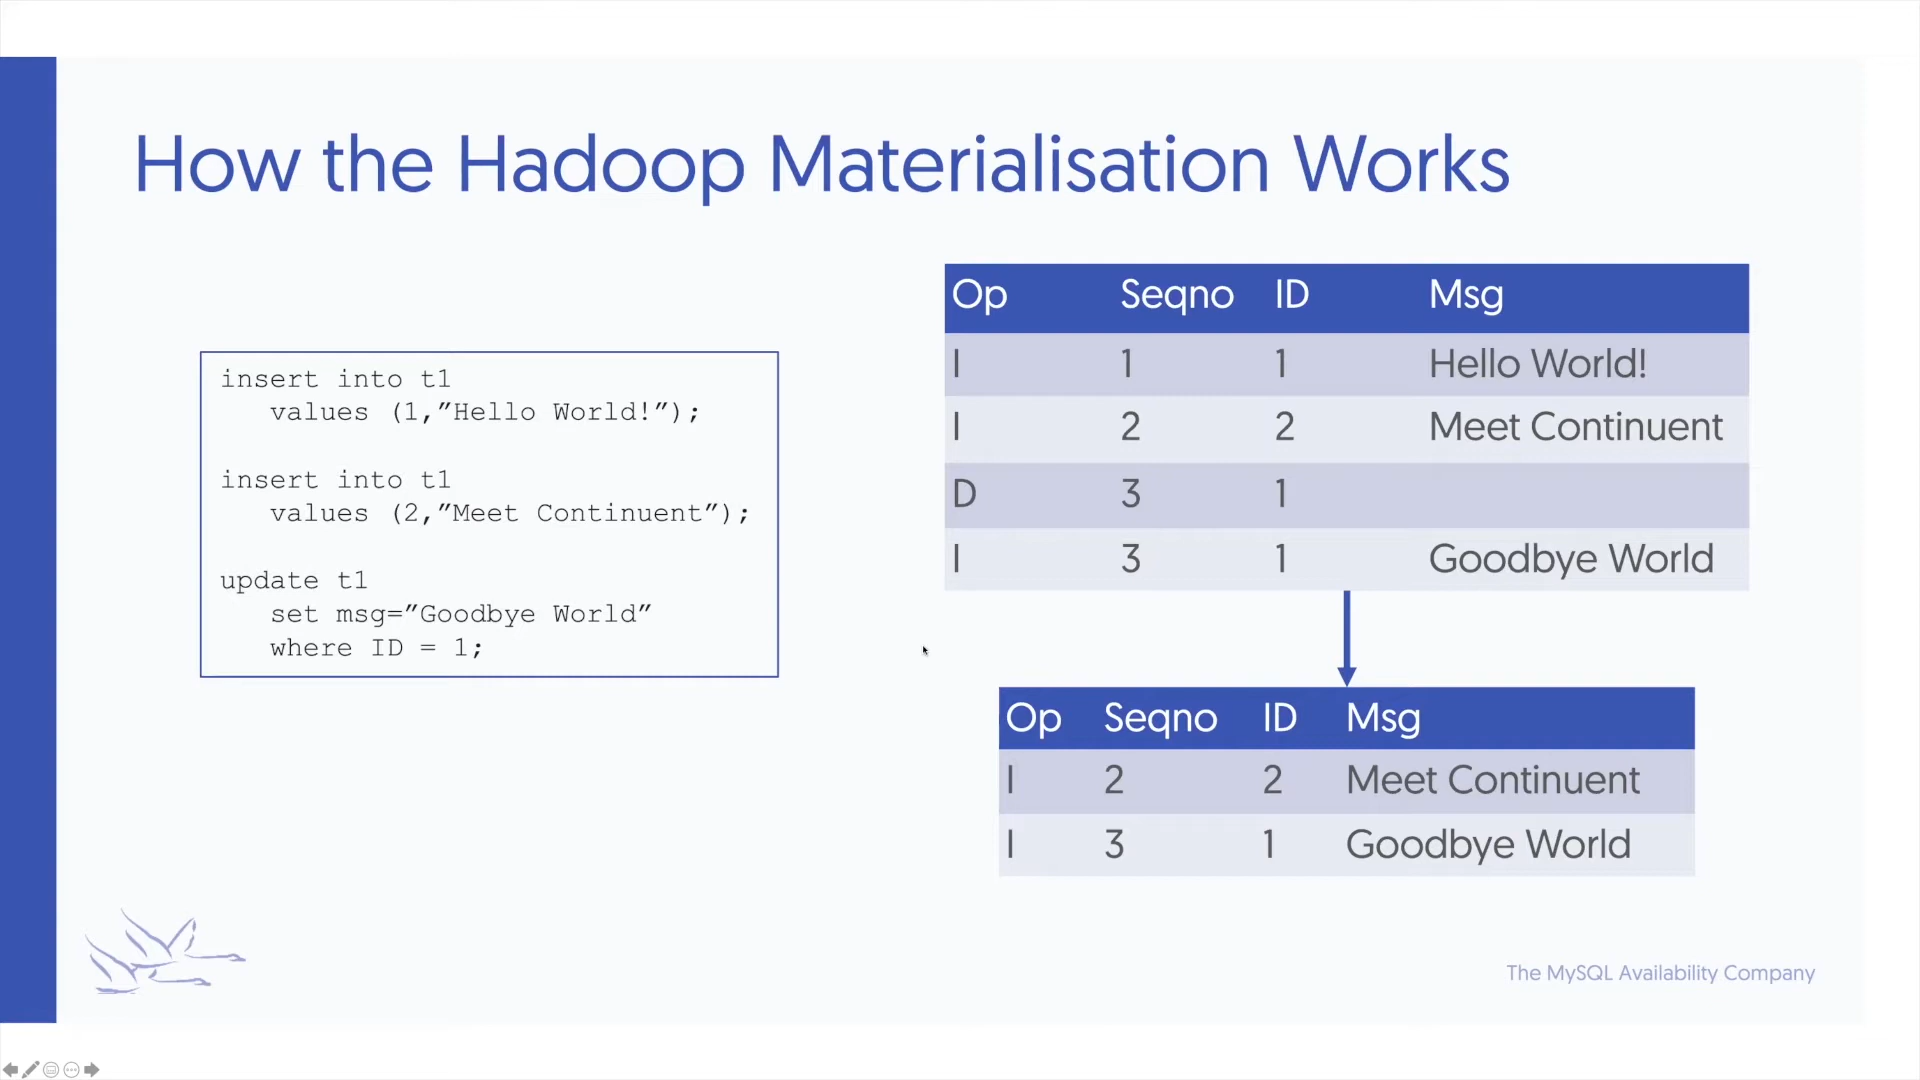 How the Hadoop Materialisation Works
insert into t1
values (1,”Hello World!”);
insert into t1
values (2,”Meet Continuent”);
update t1
set msg=”Goodbye World”
where ID = 1;
Op Seqno ID Msg
I 1 1 Hello World!
I 2 2 Meet Continuent
D 3 1
I 3 1 Goodbye World
Op Seqno ID Msg
I 2 2 Meet Continuent
I 3 1 Goodbye World
The MySQL Availability Company